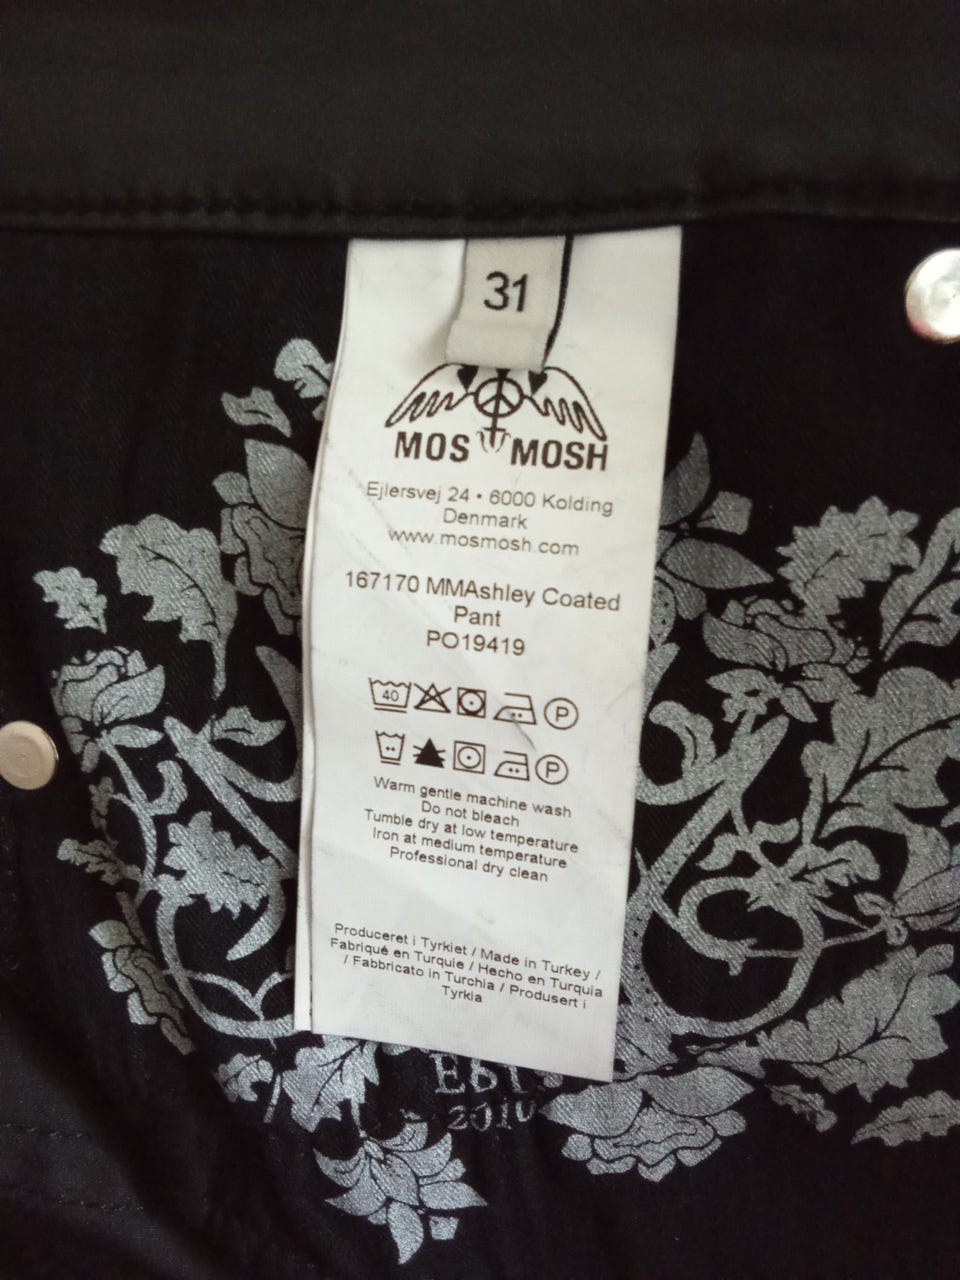 31
MOS MOSH
Ejlersvej 24 • 6000 Kolding
Denmark
www.mosmosh.com
167170 MMAshley Coated
Pant
PO19419
40
P
P
Warm gentle machine wash
Do not bleach
Tumble dry at low temperature
Iron at medium temperature
Professional dry clean
Produceret i Tyrkiet / Made in Turkey /
Fabriqué en Turquie / Hecho en Turquia
/ Fabbricato in Turchia / Produsert i
Tyrkia
EST.
2010